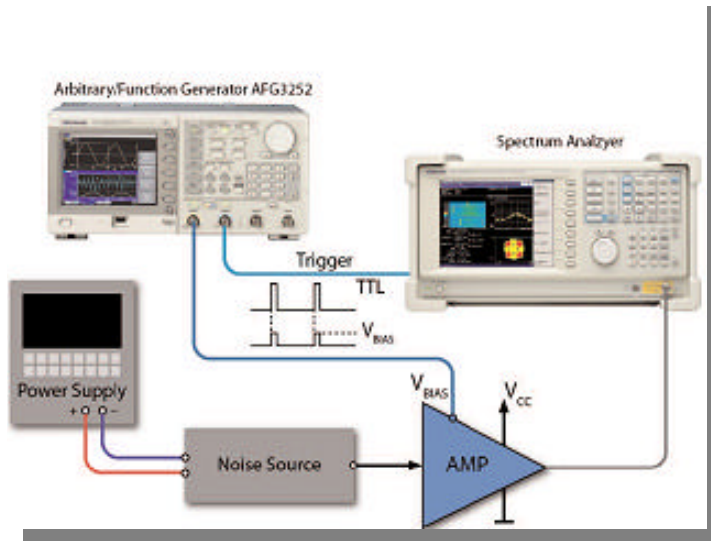 Arbitrary/Function Generator AFG3252
Spectrum Analzyer
Trigger
TTL
VBIAS
Power Supply
+ −
VBIAS
VCC
Noise Source
AMP